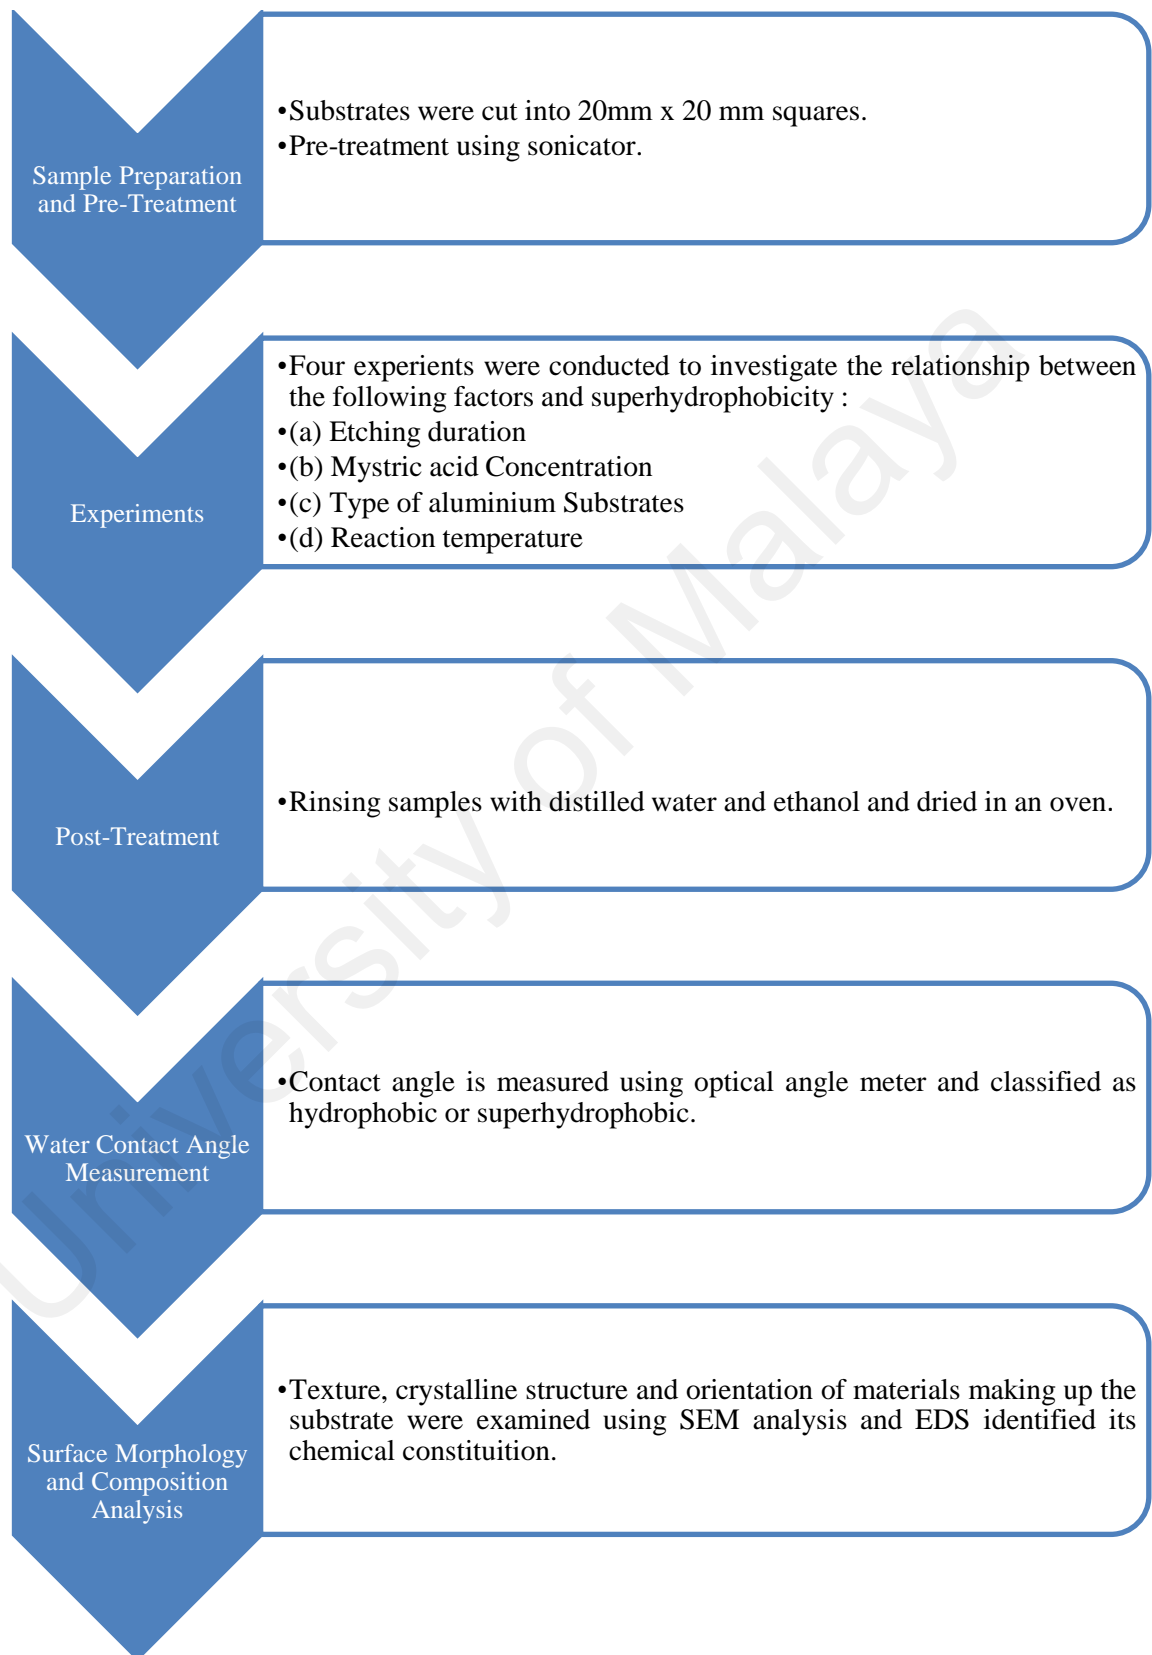 Sample Preparation
and Pre-Treatment
•Substrates were cut into 20mm x 20 mm squares.
•Pre-treatment using sonicator.
Experiments
•Four experients were conducted to investigate the relationship between
the following factors and superhydrophobicity :
•(a) Etching duration
•(b) Mystric acid Concentration
•(c) Type of aluminium Substrates
•(d) Reaction temperature
Post-Treatment
•Rinsing samples with distilled water and ethanol and dried in an oven.
Water Contact Angle
Measurement
•Contact angle is measured using optical angle meter and classified as
hydrophobic or superhydrophobic.
Surface Morphology
and Composition
Analysis
•Texture, crystalline structure and orientation of materials making up the
substrate were examined using SEM analysis and EDS identified its
chemical constituition.
University of Malaya